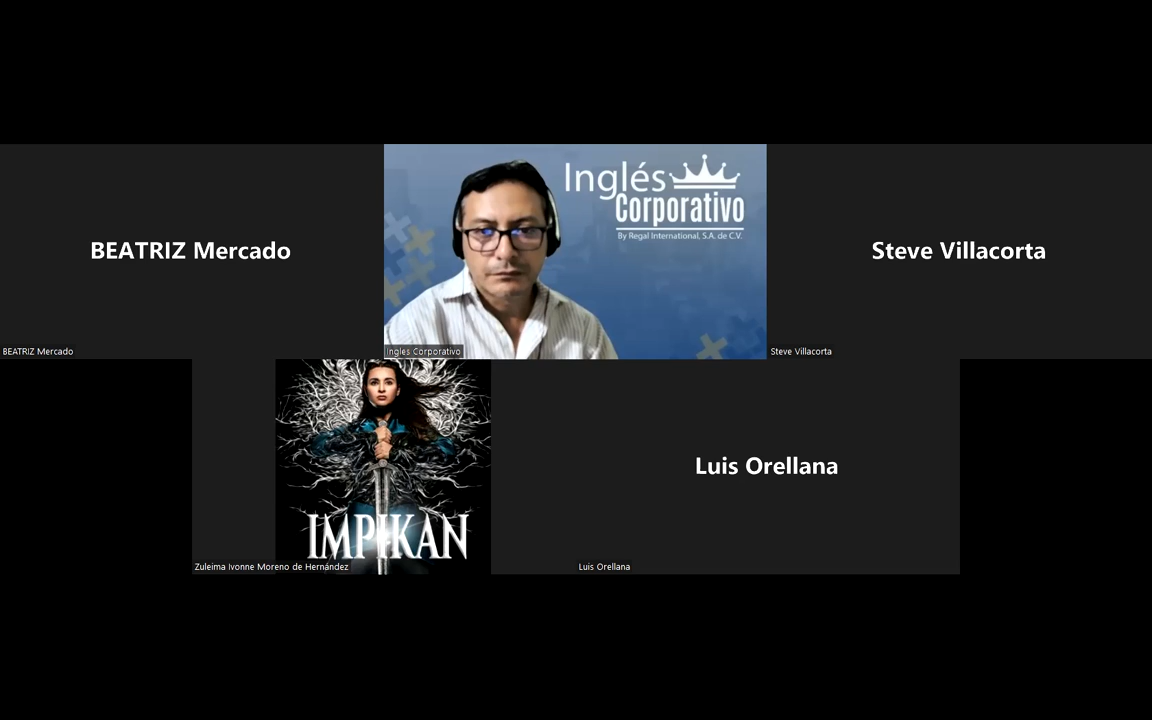 BEATRIZ Mercado
BEATRIZ Mercado
Inglés
Corporativo
By Regal International, S.A. de C.V.
Ingles Corporativo
Steve Villacorta
Steve Villacorta
IMPIKAN
Zuleima Ivonne Moreno de Hernández
Luis Orellana
Luis Orellana